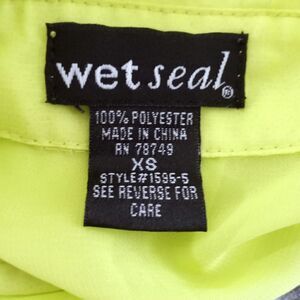 wet seal®
100% POLYESTER
MADE IN CHINA
RN 78749
XS
STYLE#1595-5
SEE REVERSE FOR
CARE